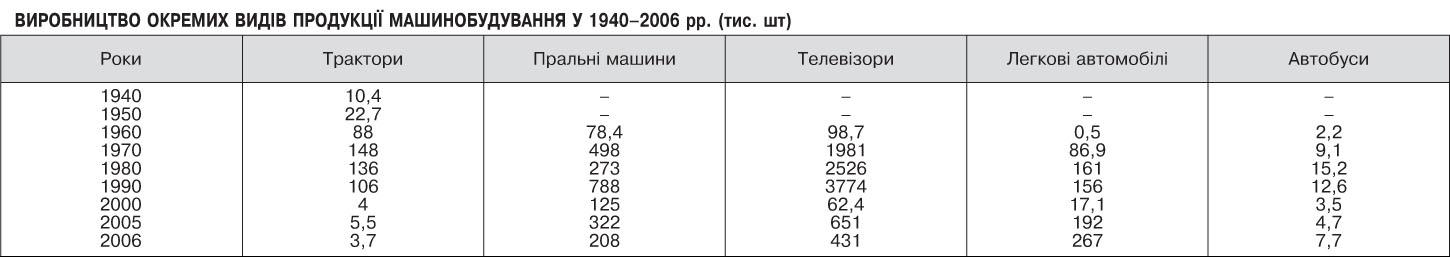 ВИРОБНИЦТВО ОКРЕМИХ ВИДІВ ПРОДУКЦІЇ МАШИНОБУДУВАННЯ У 1940–2006 рр. (тис. шт)
Роки Трактори Пральні машини Телевізори Легкові автомобілі Автобуси
1940 10,4 – – – –
1950 22,7 – – – –
1960 88 78,4 98,7 0,5 2,2
1970 148 498 1981 86,9 9,1
1980 136 273 2526 161 15,2
1990 106 788 3774 156 12,6
2000 4 125 62,4 17,1 3,5
2005 5,5 322 651 192 4,7
2006 3,7 208 431 267 7,7